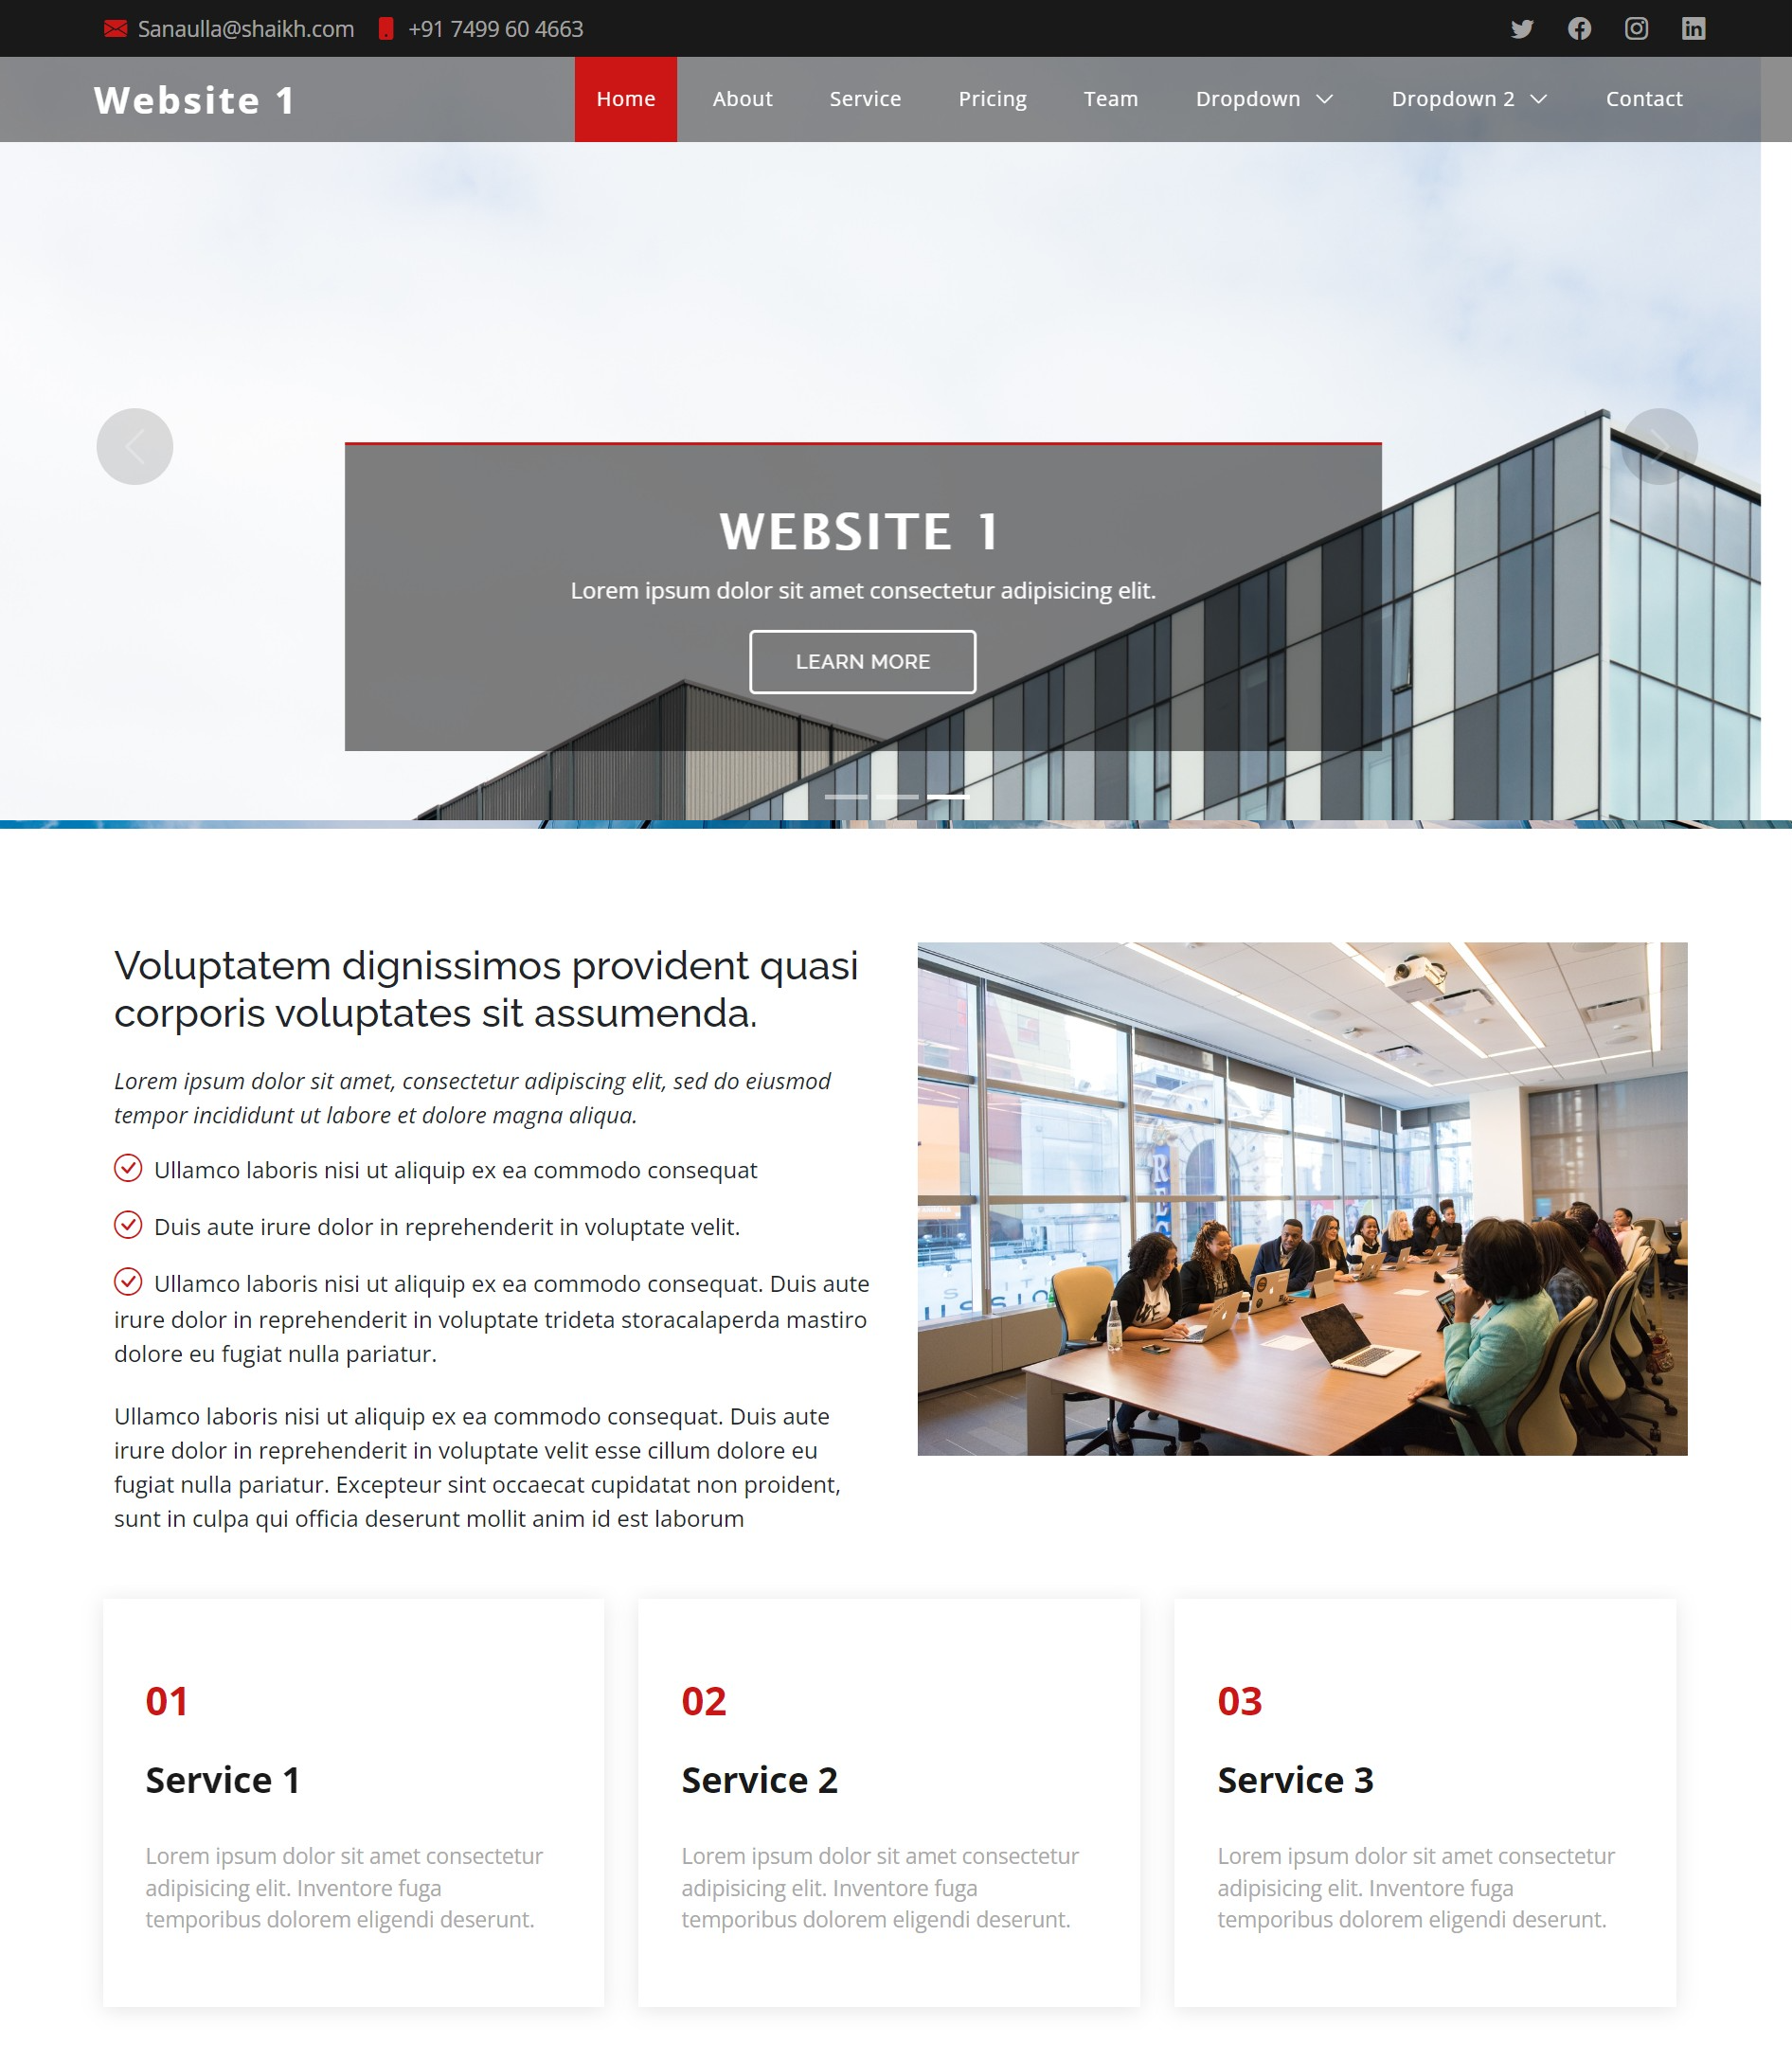 Sanaulla@shaikh.com +91 7499 60 4663
Website 1 Home About Service Pricing Team Dropdown Dropdown 2 Contact
WEBSITE 1
Lorem ipsum dolor sit amet consectetur adipisicing elit.
LEARN MORE
Voluptatem dignissimos provident quasi
corporis voluptates sit assumenda.
Lorem ipsum dolor sit amet, consectetur adipiscing elit, sed do eiusmod
tempor incididunt ut labore et dolore magna aliqua.
Ullamco laboris nisi ut aliquip ex ea commodo consequat
Duis aute irure dolor in reprehenderit in voluptate velit.
Ullamco laboris nisi ut aliquip ex ea commodo consequat. Duis aute
irure dolor in reprehenderit in voluptate trideta storacalaperda mastiro
dolore eu fugiat nulla pariatur.
Ullamco laboris nisi ut aliquip ex ea commodo consequat. Duis aute
irure dolor in reprehenderit in voluptate velit esse cillum dolore eu
fugiat nulla pariatur. Excepteur sint occaecat cupidatat non proident,
sunt in culpa qui officia deserunt mollit anim id est laborum
01
Service 1
Lorem ipsum dolor sit amet consectetur
adipisicing elit. Inventore fuga
temporibus dolorem eligendi deserunt.
02
Service 2
Lorem ipsum dolor sit amet consectetur
adipisicing elit. Inventore fuga
temporibus dolorem eligendi deserunt.
03
Service 3
Lorem ipsum dolor sit amet consectetur
adipisicing elit. Inventore fuga
temporibus dolorem eligendi deserunt.